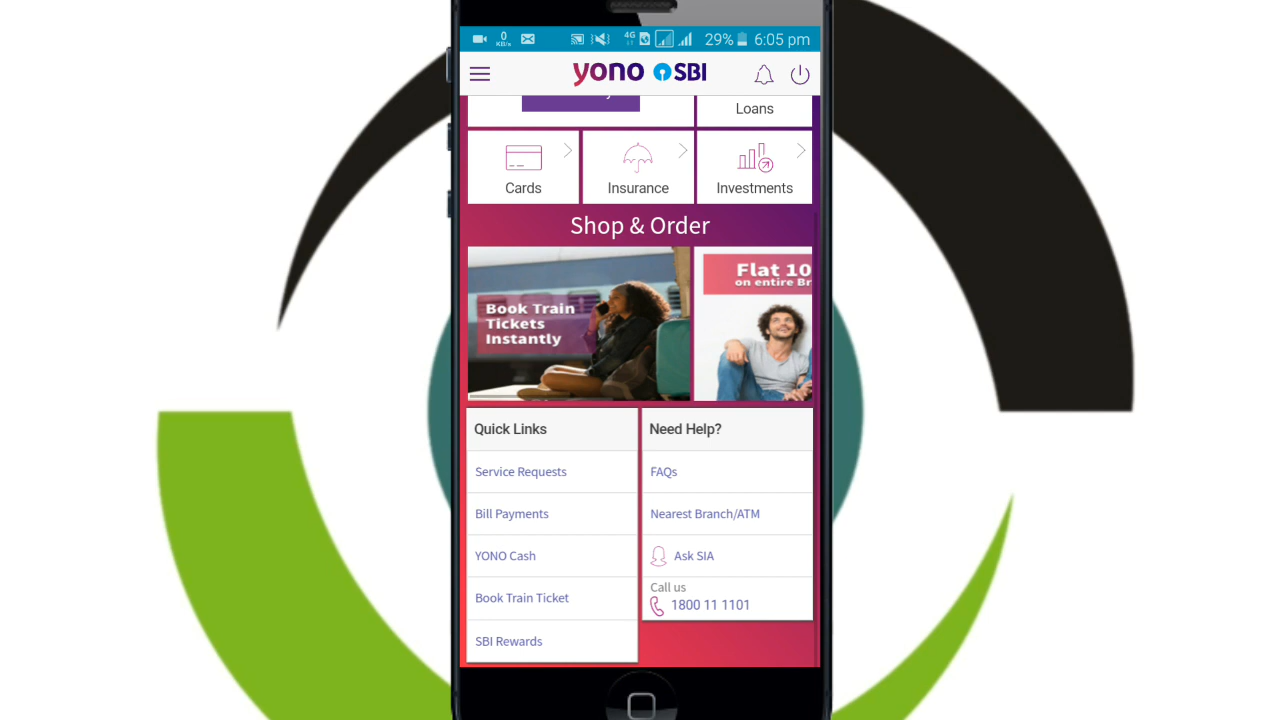 0
KB/s
4G
29%
6:05 pm
yono SBI
Loans
Cards
Insurance
Investments
Shop & Order
Book Train
Tickets
Instantly
Flat 10
on entire Br
Quick Links
Service Requests
Bill Payments
YONO Cash
Book Train Ticket
SBI Rewards
Need Help?
FAQs
Nearest Branch/ATM
Ask SIA
Call us
1800 11 1101